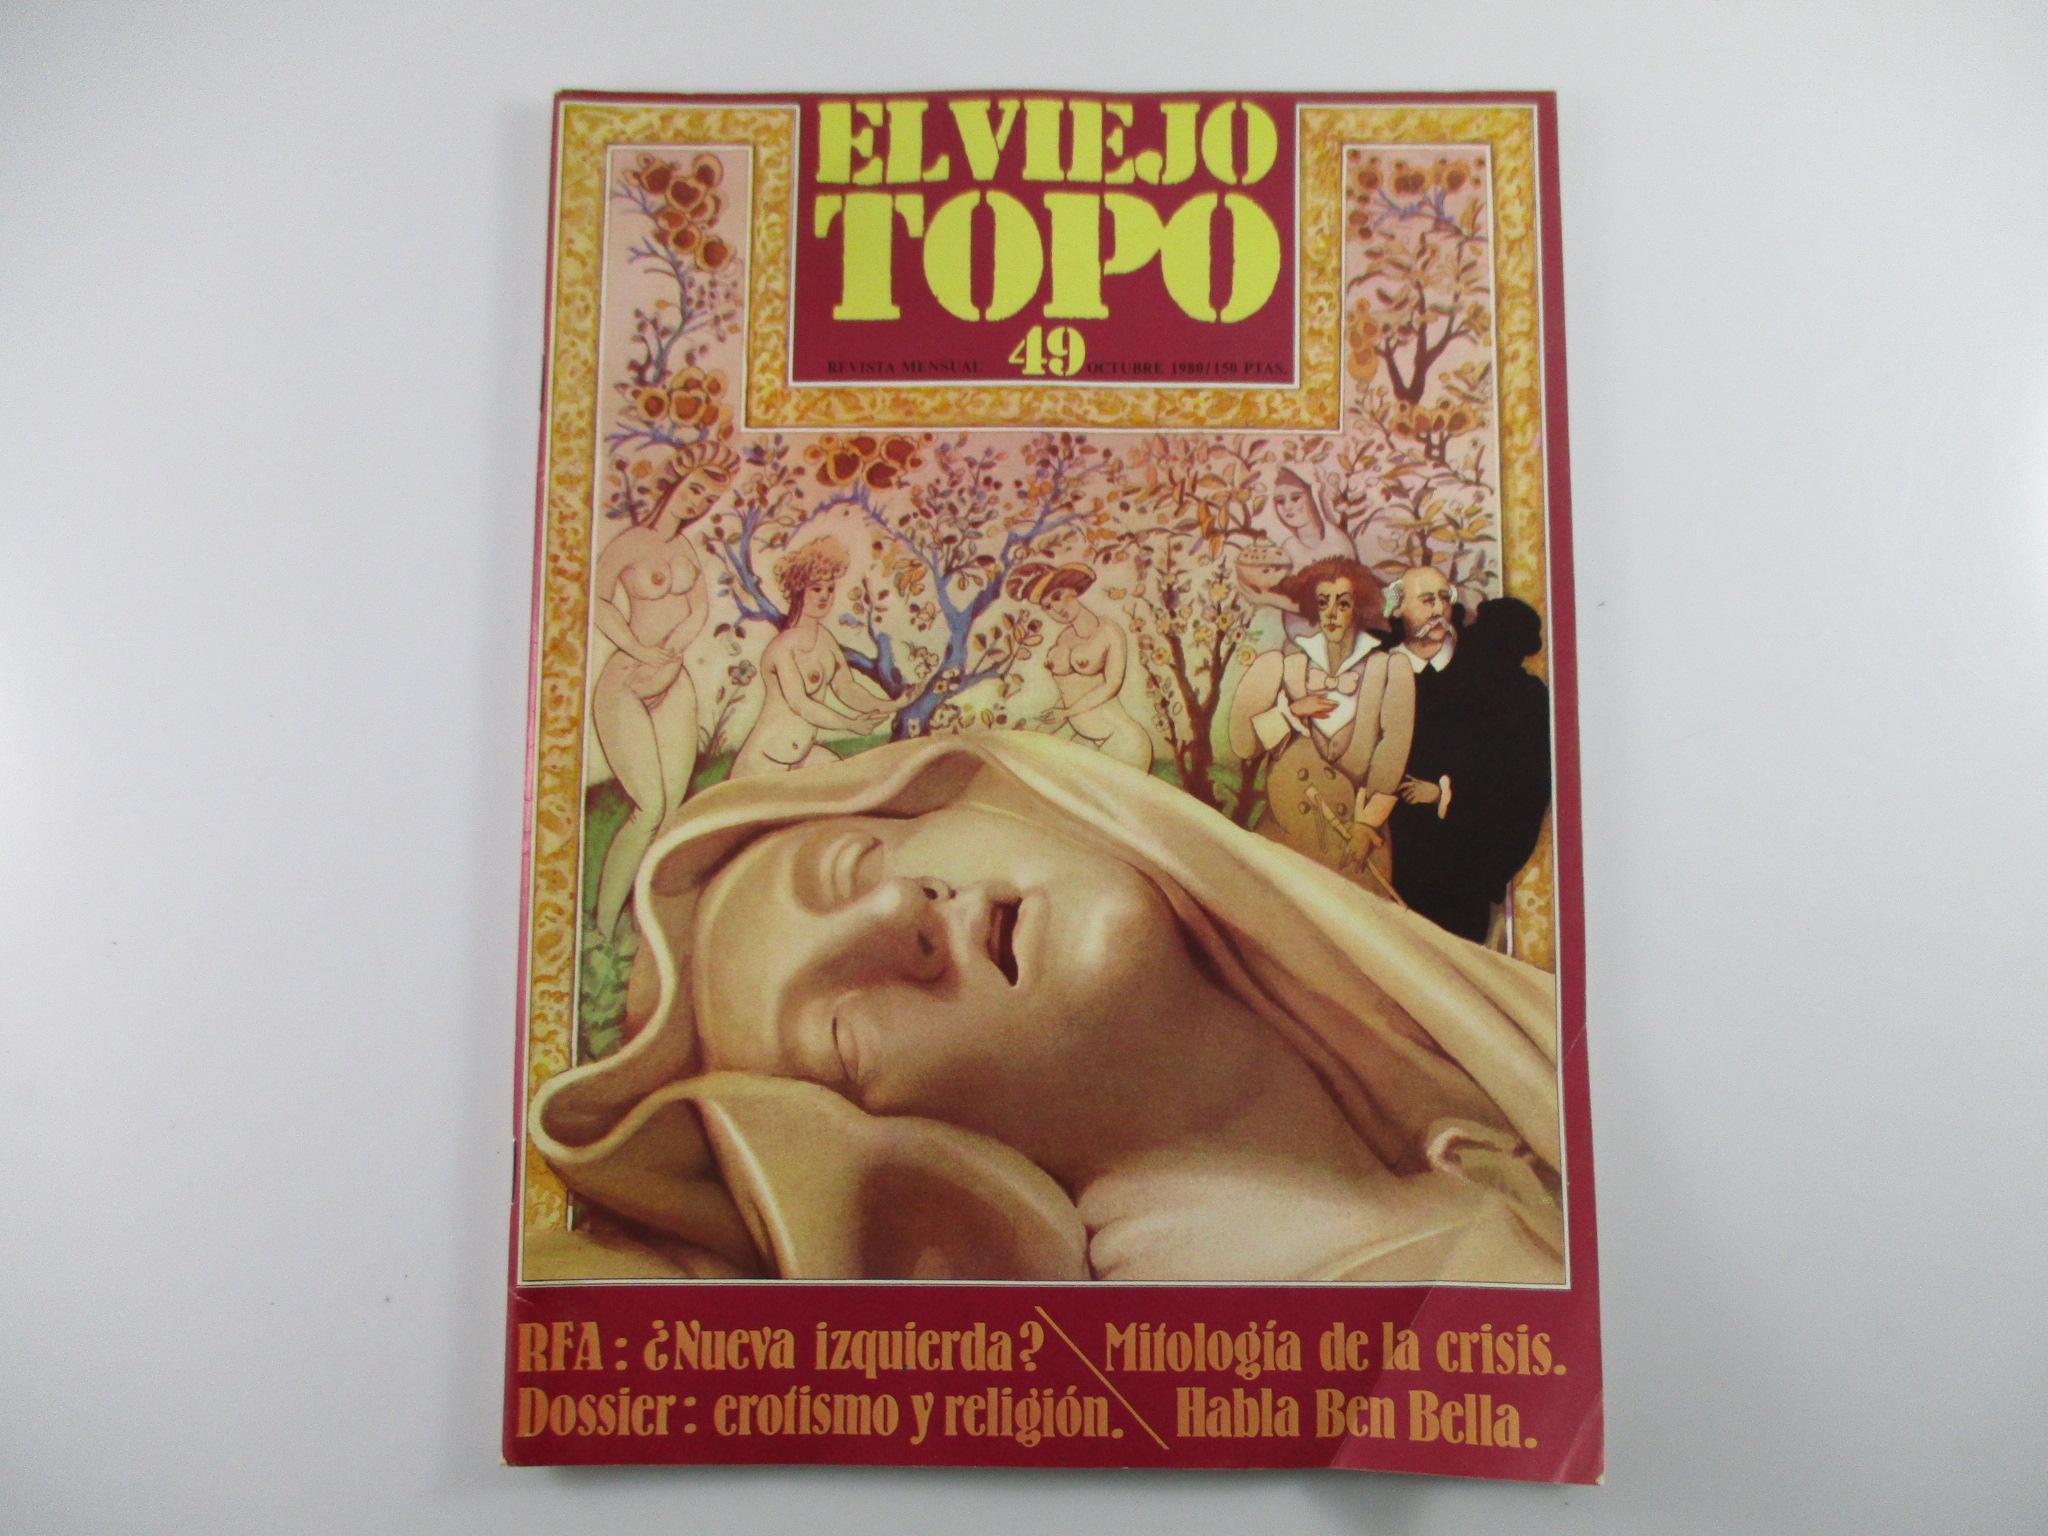 EL VIEJO
TOPO
REVISTA MENSUAL 49 OCTUBRE 1980/150 PTAS.
RFA: ¿Nueva izquierda? \ Mitología de la crisis.
Dossier: erotismo y religión. \ Habla Ben Bella.